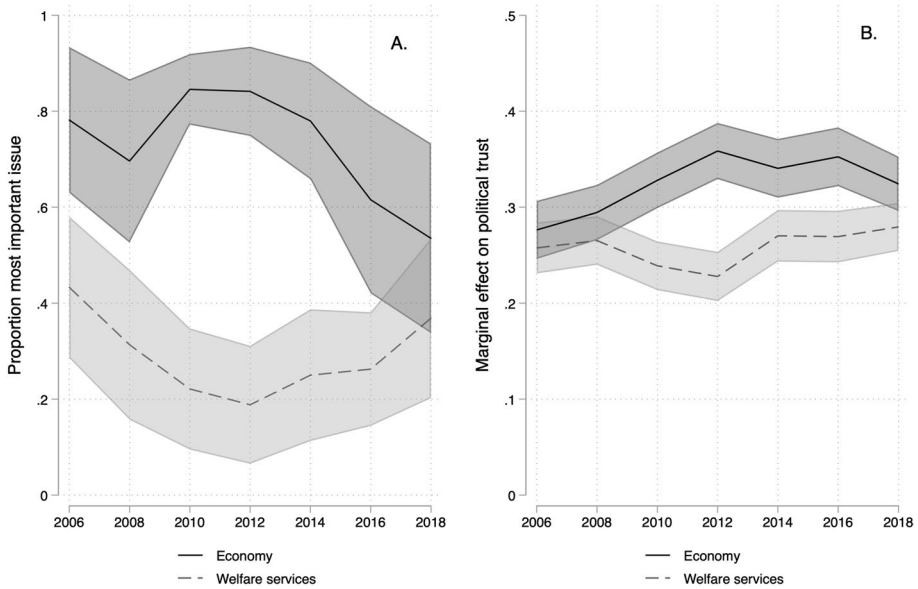 A.
Proportion most important issue
1
.8
.6
.4
.2
0
2006 2008 2010 2012 2014 2016 2018
Economy
Welfare services
B.
Marginal effect on political trust
.5
.4
.3
.2
.1
0
2006 2008 2010 2012 2014 2016 2018
Economy
Welfare services